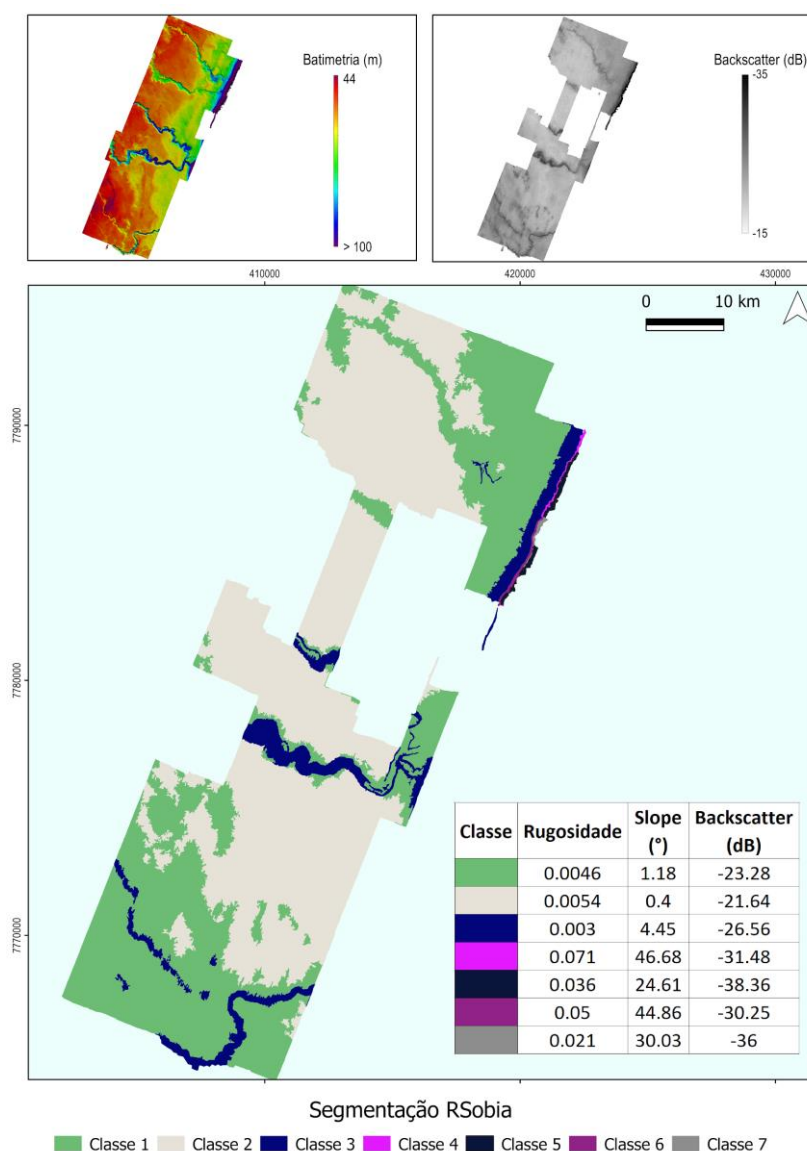 Batimetria (m)
44
> 100
Backscatter (dB)
-35
-15
410000
420000
430000
0 10 km
7790000
7780000
7770000
Classe Rugosidade Slope (°) Backscatter (dB)
0.0046 1.18 -23.28
0.0054 0.4 -21.64
0.003 4.45 -26.56
0.071 46.68 -31.48
0.036 24.61 -38.36
0.05 44.86 -30.25
0.021 30.03 -36
Segmentação RSobia
Classe 1 Classe 2 Classe 3 Classe 4 Classe 5 Classe 6 Classe 7